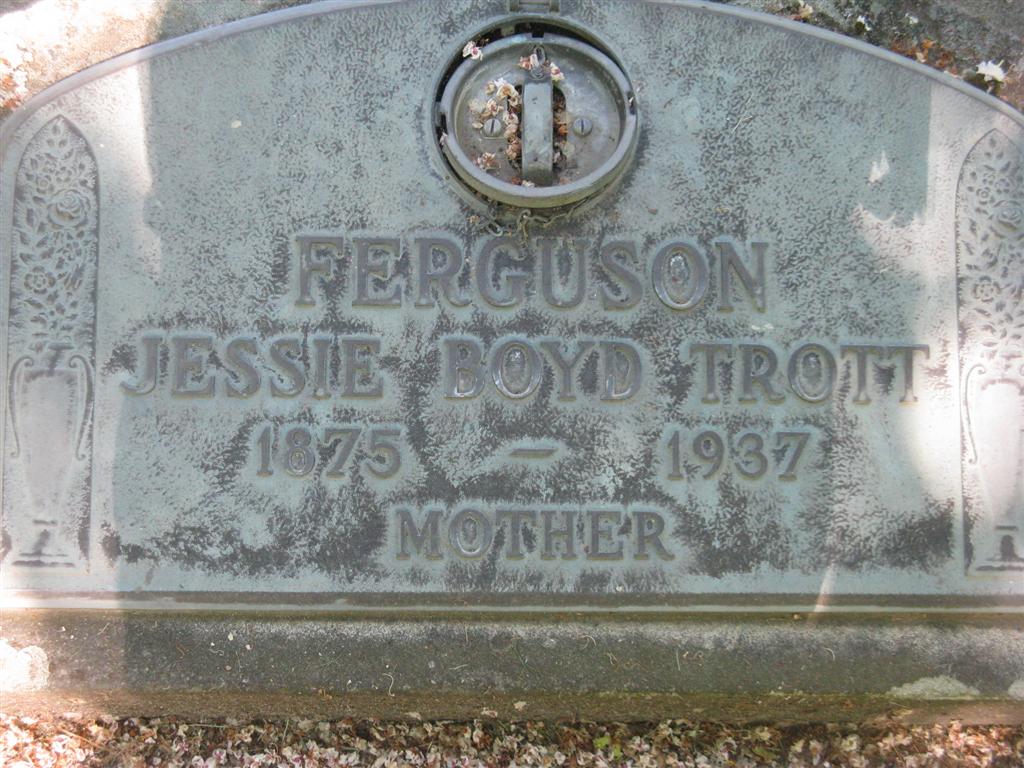 FERGUSON
JESSIE BOYD TROTT
1875 – 1937
MOTHER